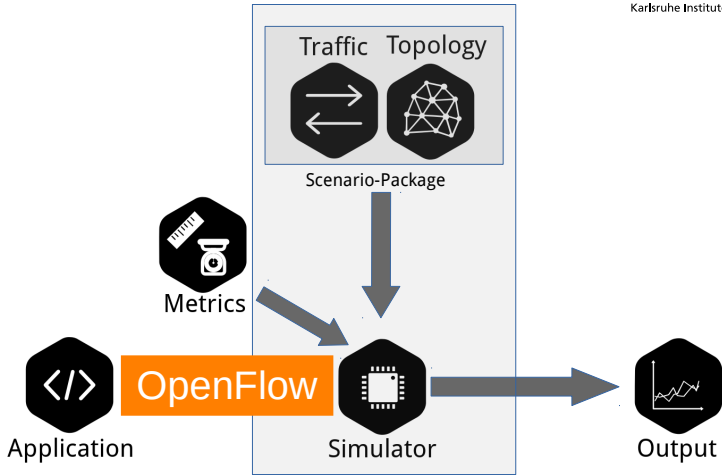 Karlsruhe Institut
Traffic Topology
Scenario-Package
Metrics
OpenFlow
Application
Simulator
Output